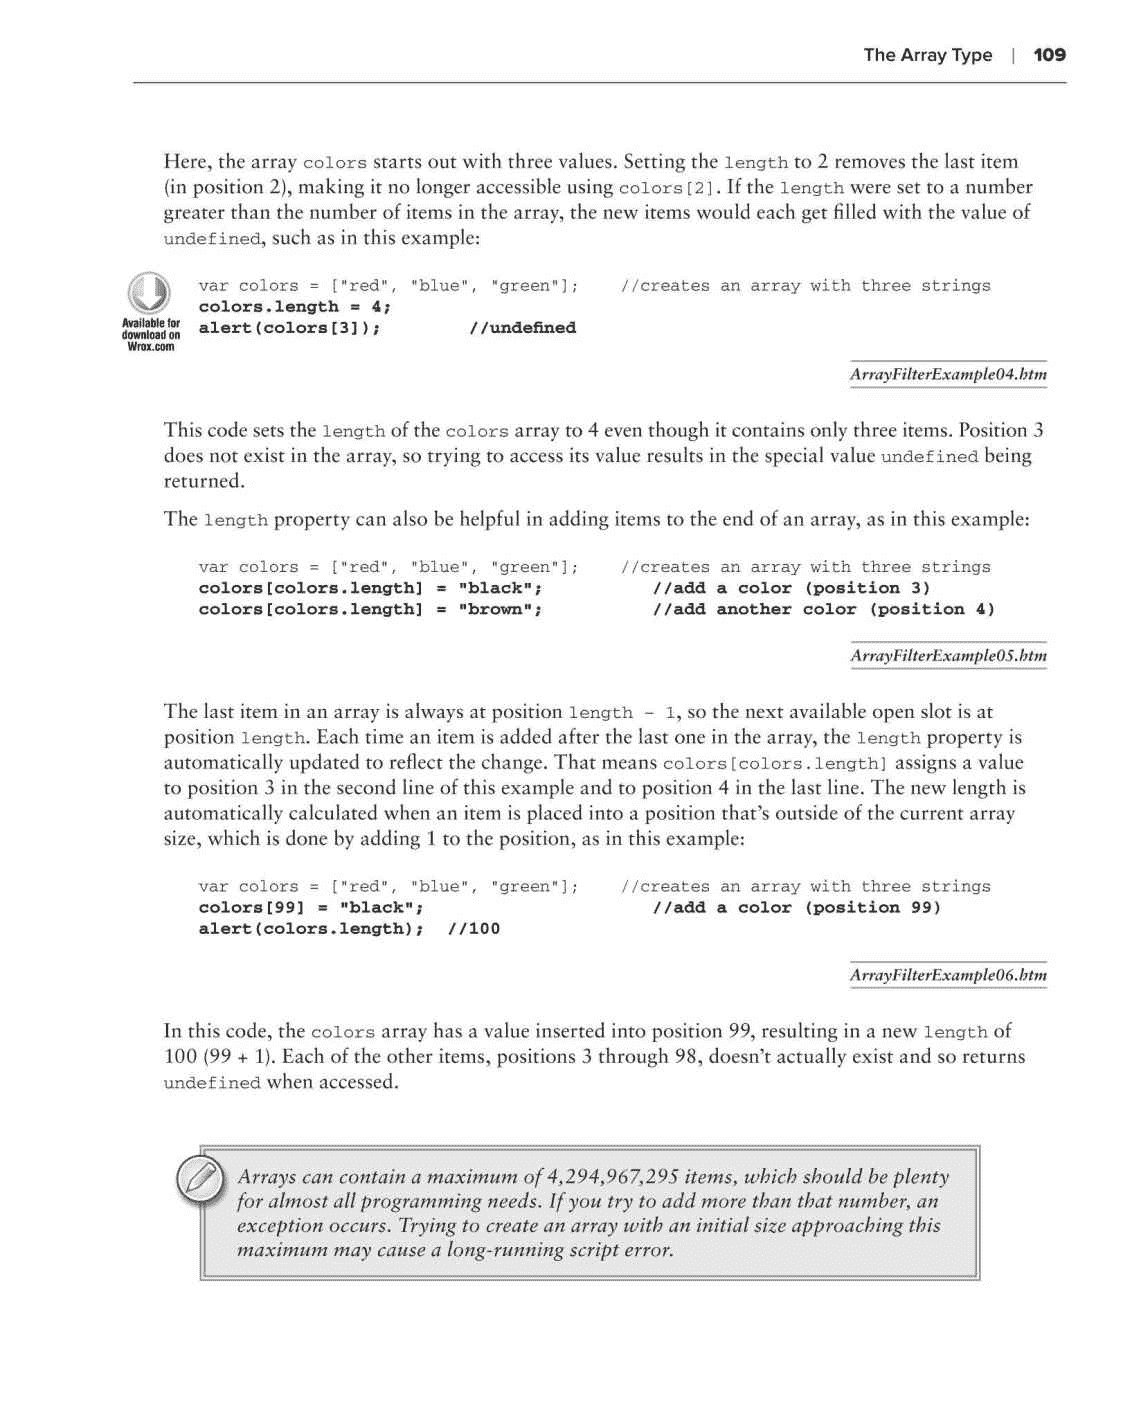 The Array Type | 109
Here, the array colors starts out with three values. Setting the length to 2 removes the last item
(in position 2), making it no longer accessible using colors[2]. If the length were set to a number
greater than the number of items in the array, the new items would each get filled with the value of
undefined, such as in this example:
var colors = ["red", "blue", "green"]; //creates an array with three strings
colors.length = 4;
alert(colors[3]); //undefined
Available for
download on
Wrox.com
ArrayFilterExample04.htm
This code sets the length of the colors array to 4 even though it contains only three items. Position 3
does not exist in the array, so trying to access its value results in the special value undefined being
returned.
The length property can also be helpful in adding items to the end of an array, as in this example:
var colors = ["red", "blue", "green"]; //creates an array with three strings
colors[colors.length] = "black"; //add a color (position 3)
colors[colors.length] = "brown"; //add another color (position 4)
ArrayFilterExample05.htm
The last item in an array is always at position length – 1, so the next available open slot is at
position length. Each time an item is added after the last one in the array, the length property is
automatically updated to reflect the change. That means colors[colors.length] assigns a value
to position 3 in the second line of this example and to position 4 in the last line. The new length is
automatically calculated when an item is placed into a position that's outside of the current array
size, which is done by adding 1 to the position, as in this example:
var colors = ["red", "blue", "green"]; //creates an array with three strings
colors[99] = "black"; //add a color (position 99)
alert(colors.length); //100
ArrayFilterExample06.htm
In this code, the colors array has a value inserted into position 99, resulting in a new length of
100 (99 + 1). Each of the other items, positions 3 through 98, doesn't actually exist and so returns
undefined when accessed.
Arrays can contain a maximum of 4,294,967,295 items, which should be plenty
for almost all programming needs. If you try to add more than that number, an
exception occurs. Trying to create an array with an initial size approaching this
maximum may cause a long-running script error.